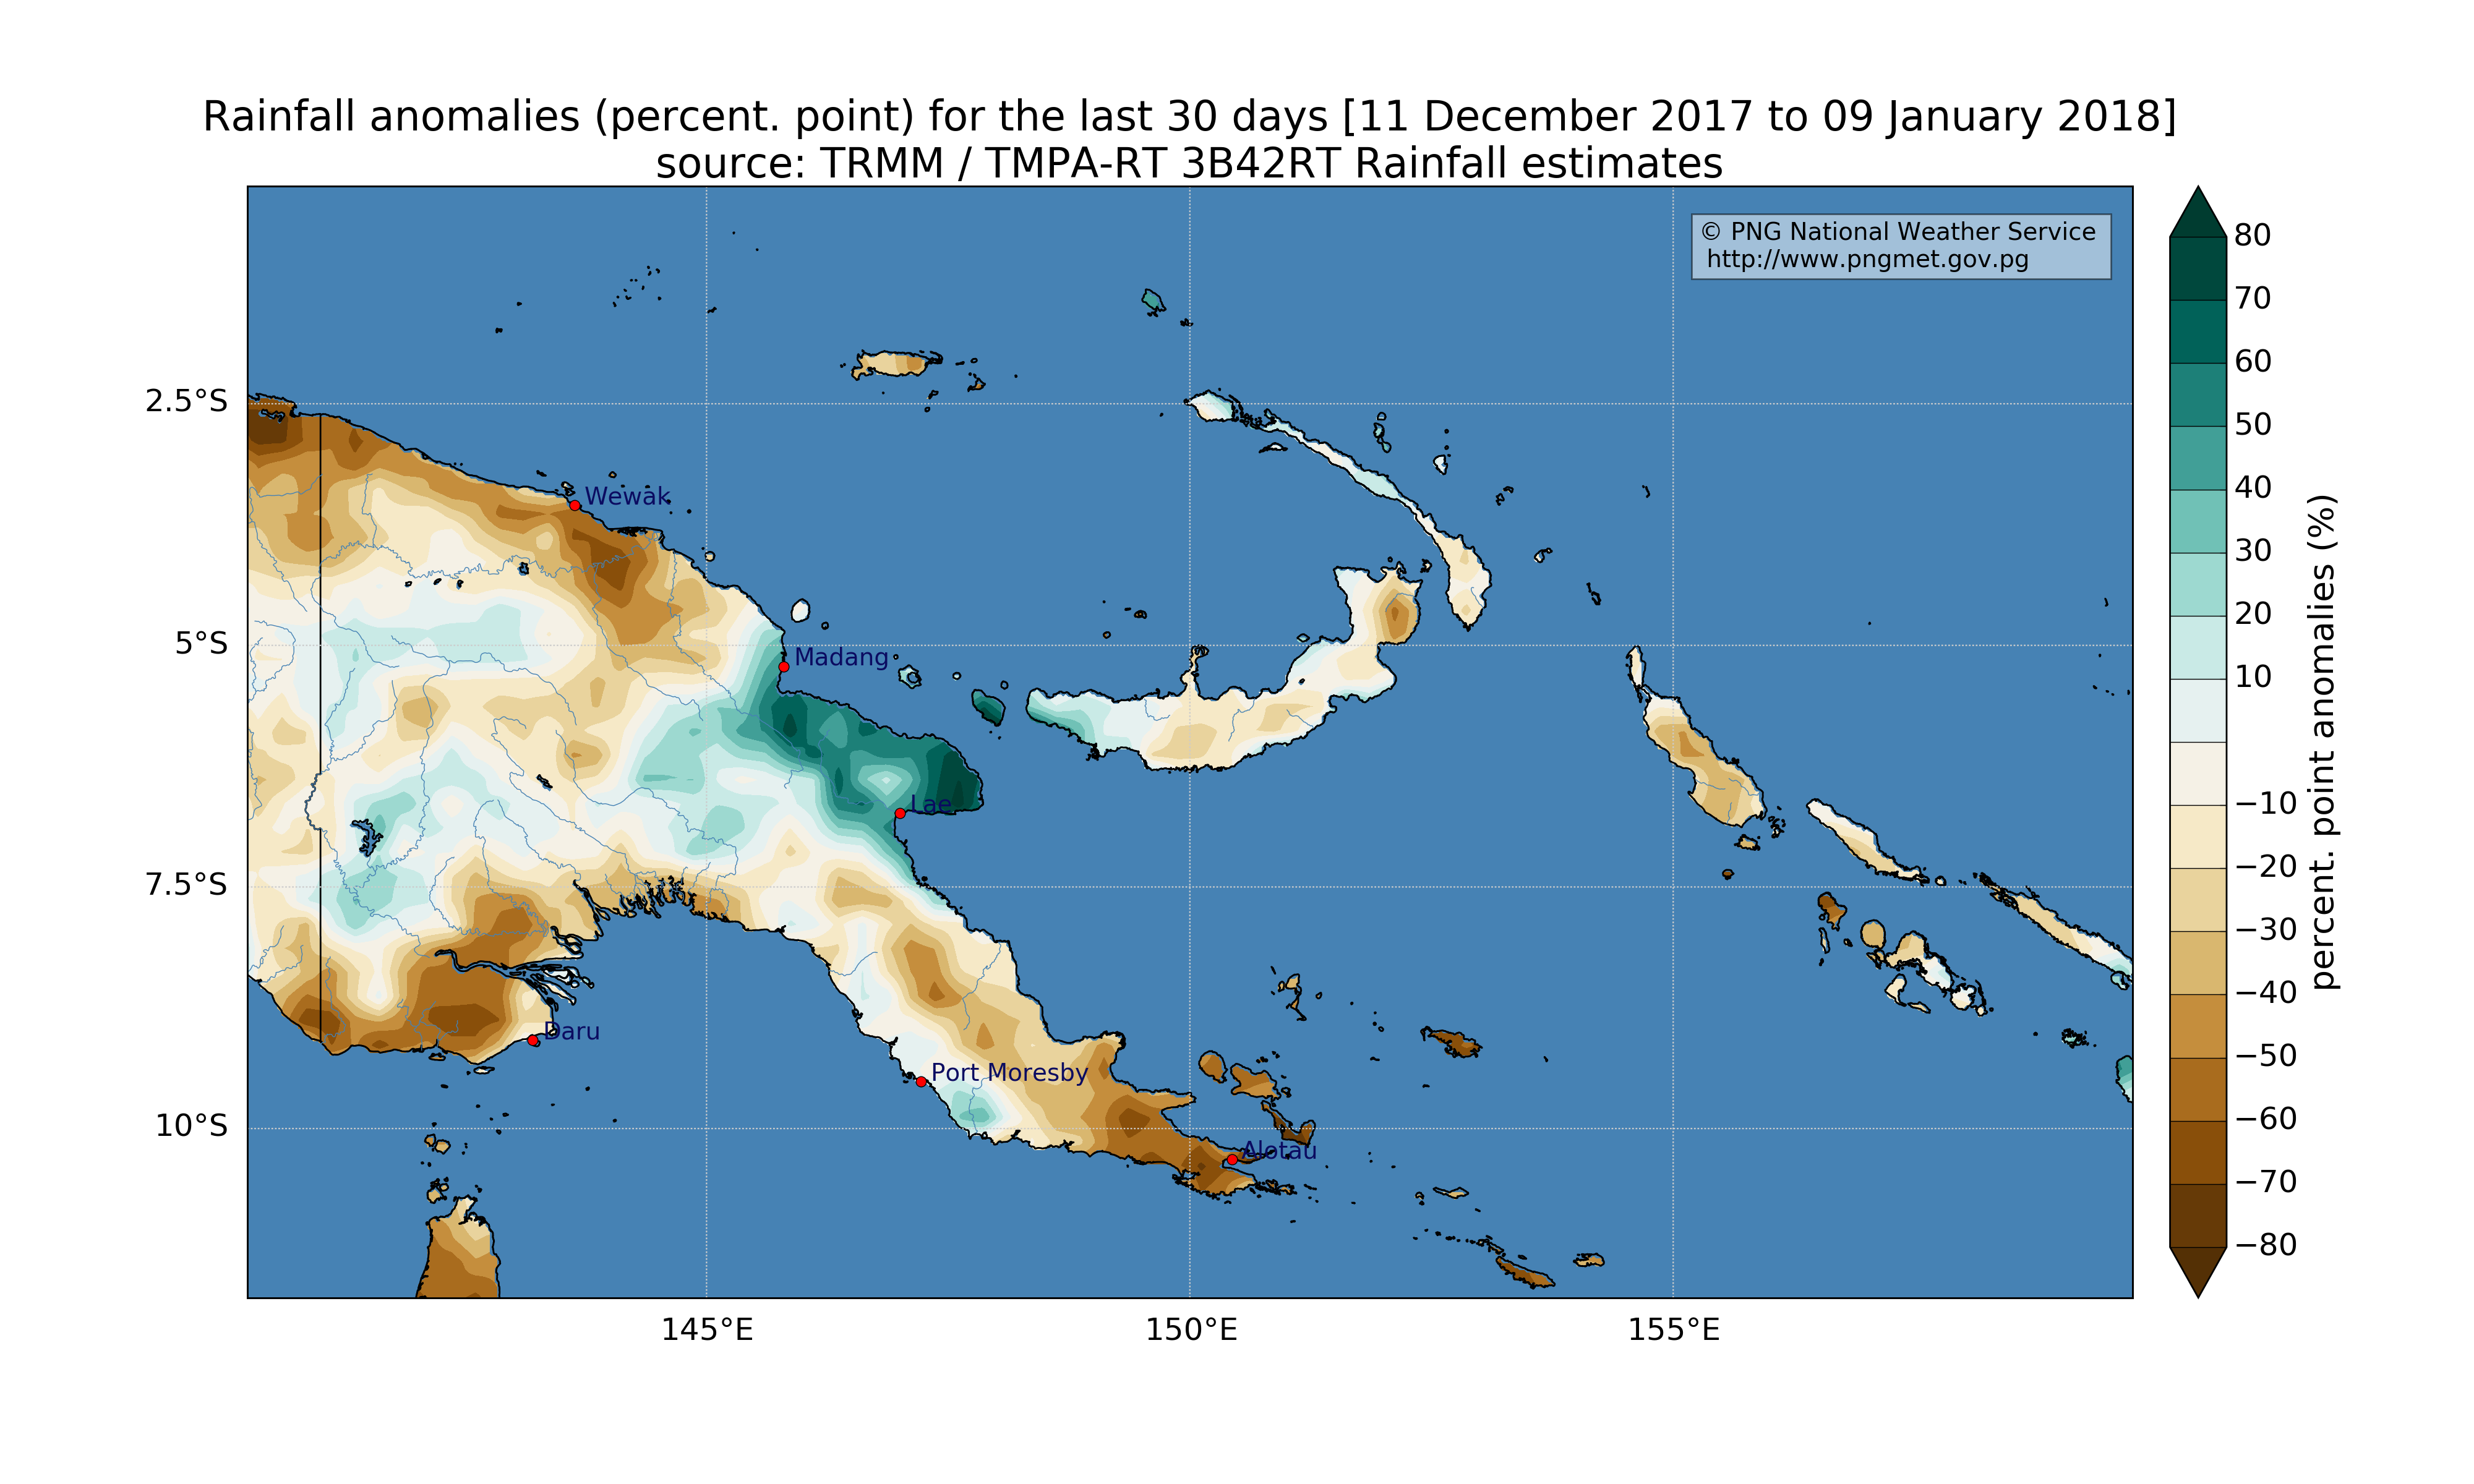 Rainfall anomalies (percent. point) for the last 30 days [11 December 2017 to 09 January 2018]
source: TRMM / TMPA-RT 3B42RT Rainfall estimates
© PNG National Weather Service
http://www.pngmet.gov.pg
2.5°S
5°S
7.5°S
10°S
145°E
150°E
155°E
Wewak
Madang
Lae
Daru
Port Moresby
Alotau
80
70
60
50
40
30
20
10
−10
−20
−30
−40
−50
−60
−70
−80
percent. point anomalies (%)